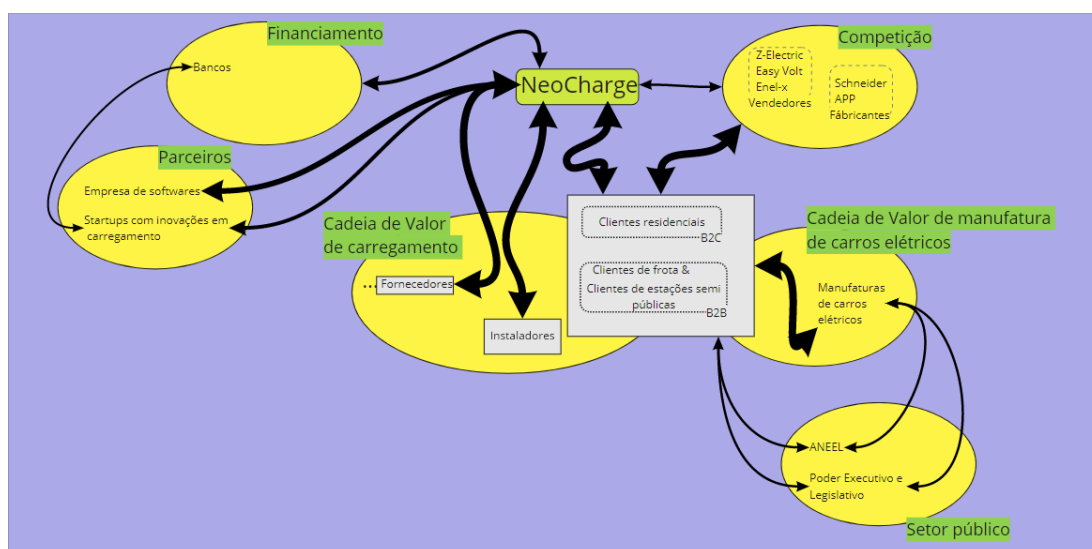 Financiamento
Bancos
NeoCharge
Competição
Z-Electric
Easy Volt
Enel-x
Vendedores
Schneider
APP
Fábricantes
Parceiros
Empresa de softwares
Startups com inovações em
carregamento
Cadeia de Valor
de carregamento
...
Fornecedores
Instaladores
Clientes residenciais
B2C
Clientes de frota &
Clientes de estações semi
públicas
B2B
Cadeia de Valor de manufatura
de carros elétricos
Manufaturas
de carros
elétricos
ANEEL
Poder Executivo e
Legislativo
Setor público